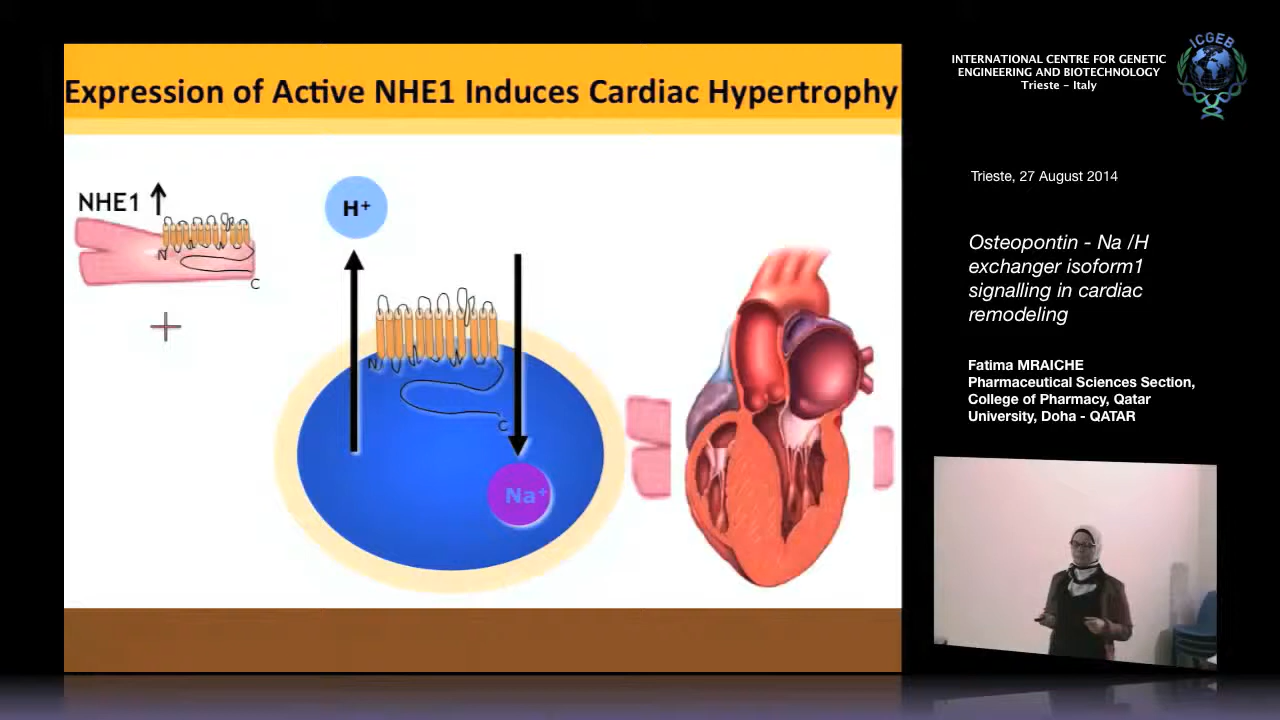 Expression of Active NHE1 Induces Cardiac Hypertrophy
NHE1
N
C
H+
N
C
Na+
ICGEB
INTERNATIONAL CENTRE FOR GENETIC
ENGINEERING AND BIOTECHNOLOGY
Trieste - Italy
Trieste, 27 August 2014
Osteopontin - Na /H
exchanger isoform1
signalling in cardiac
remodeling
Fatima MRAICHE
Pharmaceutical Sciences Section,
College of Pharmacy, Qatar
University, Doha - QATAR